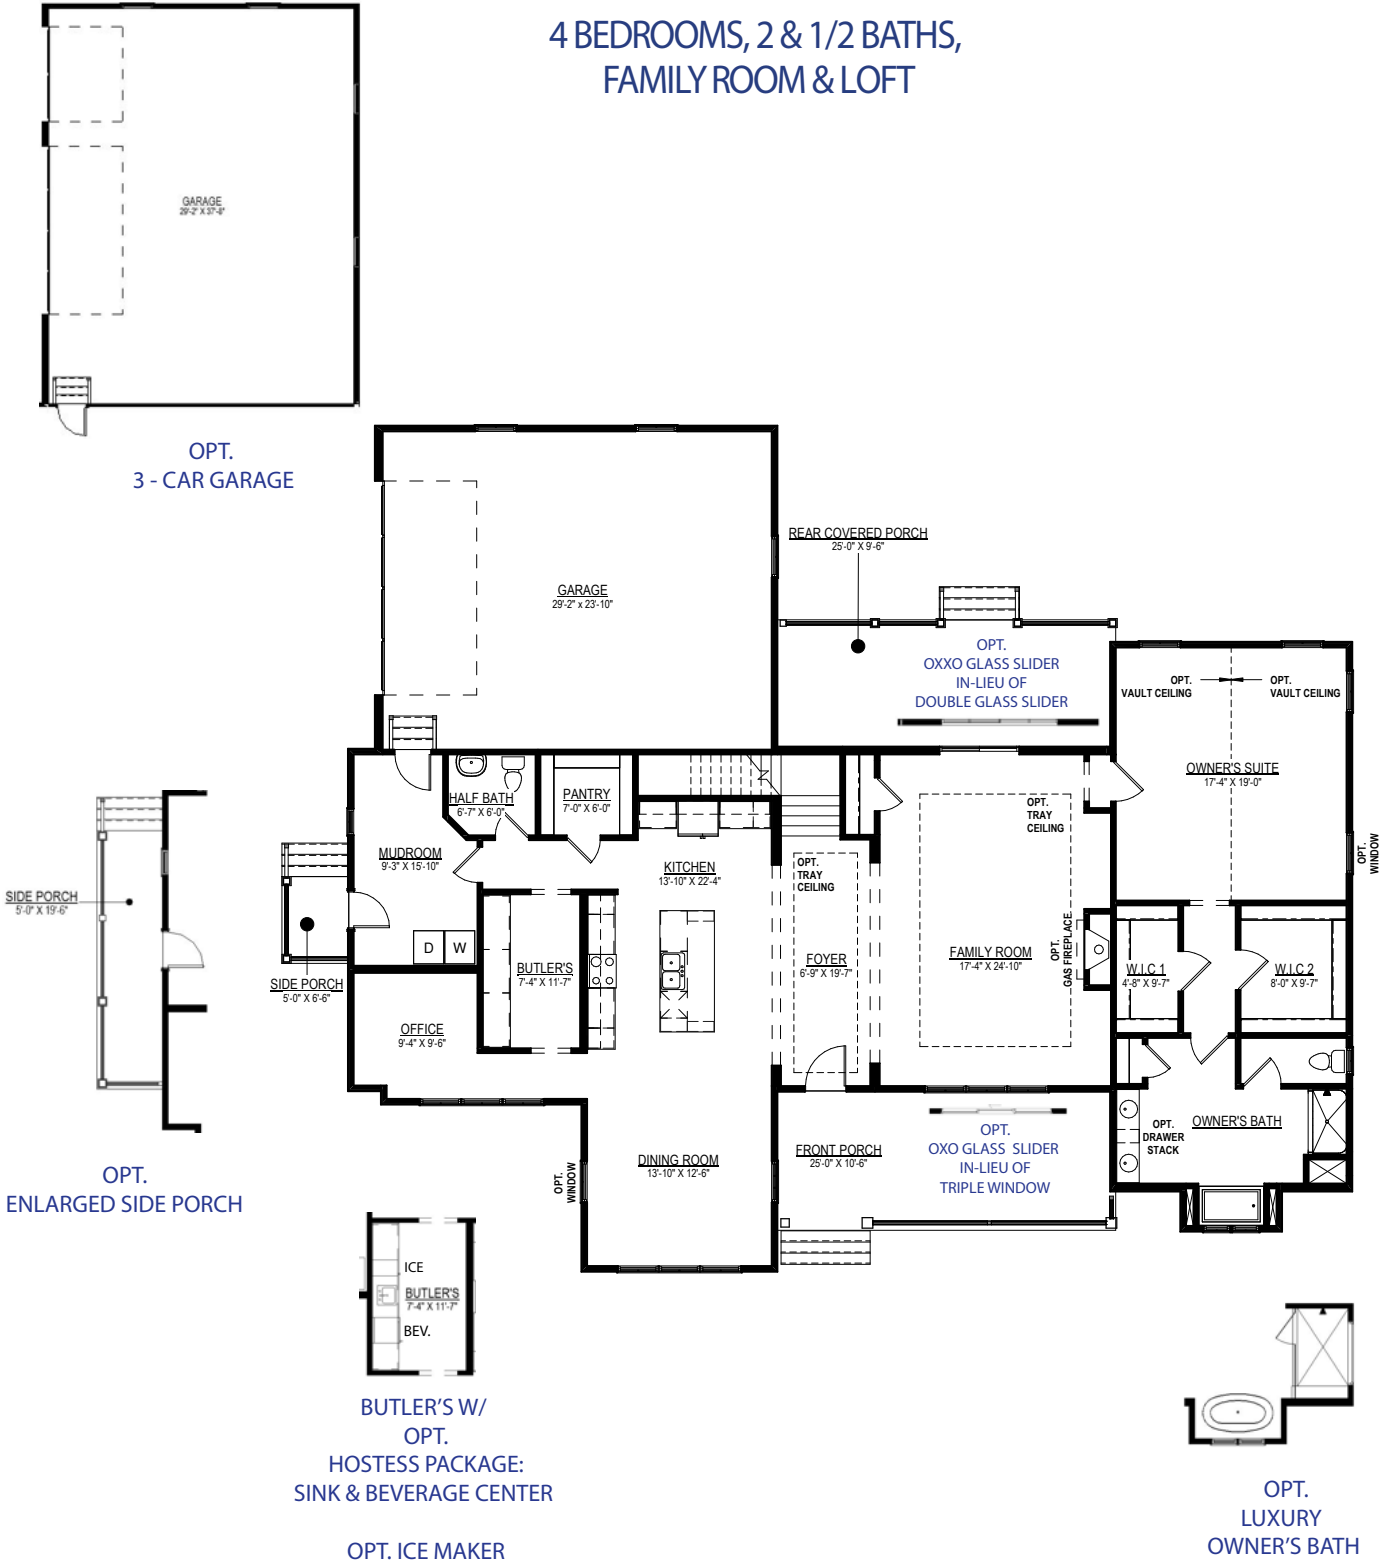 4 BEDROOMS, 2 & 1/2 BATHS,
FAMILY ROOM & LOFT
GARAGE
29'-2" X 37'-8"
OPT.
3 - CAR GARAGE
REAR COVERED PORCH
25'-0" X 9'-6"
GARAGE
29'-2" x 23'-10"
OPT.
OXXO GLASS SLIDER
IN-LIEU OF
DOUBLE GLASS SLIDER
OPT.
VAULT CEILING
OPT.
VAULT CEILING
OWNER'S SUITE
17'-4" X 19'-0"
OPT.
WINDOW
HALF BATH
6'-7" X 6'-0"
PANTRY
7'-0" X 6'-0"
OPT.
TRAY
CEILING
MUDROOM
9'-3" X 15'-10"
KITCHEN
13'-10" X 22'-4"
OPT.
TRAY
CEILING
SIDE PORCH
5'-0" X 19'-6"
D
W
BUTLER'S
7'-4" X 11'-7"
FOYER
6'-9" X 19'-7"
FAMILY ROOM
17'-4" X 24'-10"
OPT.
GAS FIREPLACE
W.I.C 1
4'-8" X 9'-7"
W.I.C 2
8'-0" X 9'-7"
SIDE PORCH
5'-0" X 6'-6"
OFFICE
9'-4" X 9'-6"
OPT.
DRAWER
STACK
OWNER'S BATH
FRONT PORCH
25'-0" X 10'-6"
OPT.
OXO GLASS SLIDER
IN-LIEU OF
TRIPLE WINDOW
DINING ROOM
13'-10" X 12'-6"
OPT.
WINDOW
OPT.
ENLARGED SIDE PORCH
ICE
BUTLER'S
7'-4" X 11'-7"
BEV.
BUTLER'S W/
OPT.
HOSTESS PACKAGE:
SINK & BEVERAGE CENTER
OPT. ICE MAKER
OPT.
LUXURY
OWNER'S BATH